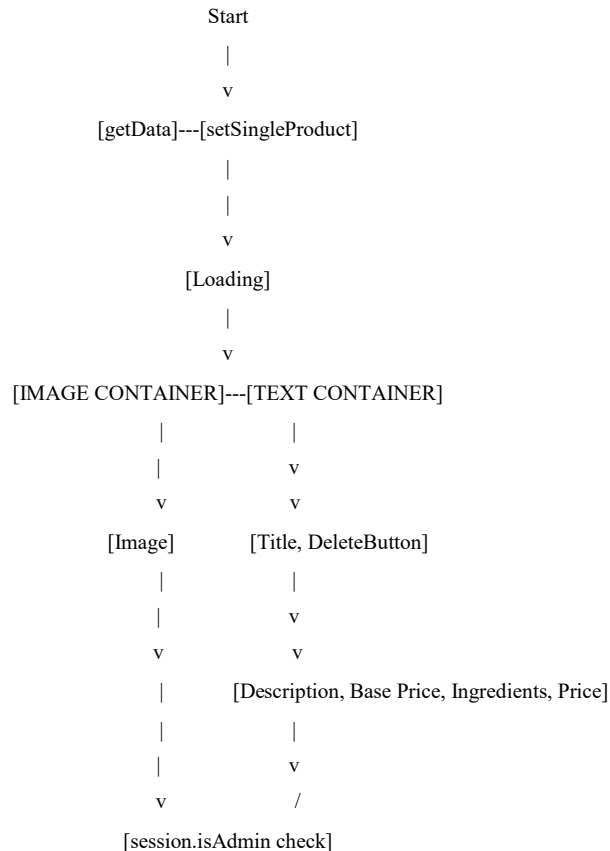 Start
|
v
[getData]---[setSingleProduct]
|
|
v
[Loading]
|
v
[IMAGE CONTAINER]---[TEXT CONTAINER]
| |
| v
v v
[Image] [Title, DeleteButton]
| |
| v
v v
| [Description, Base Price, Ingredients, Price]
| |
| v
v /
[session.isAdmin check]